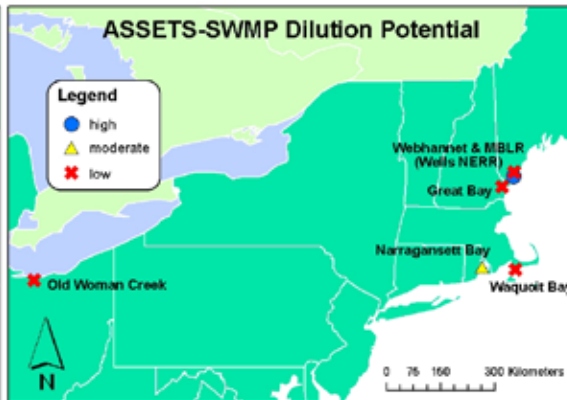 ASSETS-SWMP Dilution Potential
Legend
high
moderate
low
Webhannet & MBLR
(Wells NERR)
Great Bay
Narragansett Bay
Waquoit Bay
Old Woman Creek
N
0 75 150 300 Kilometers